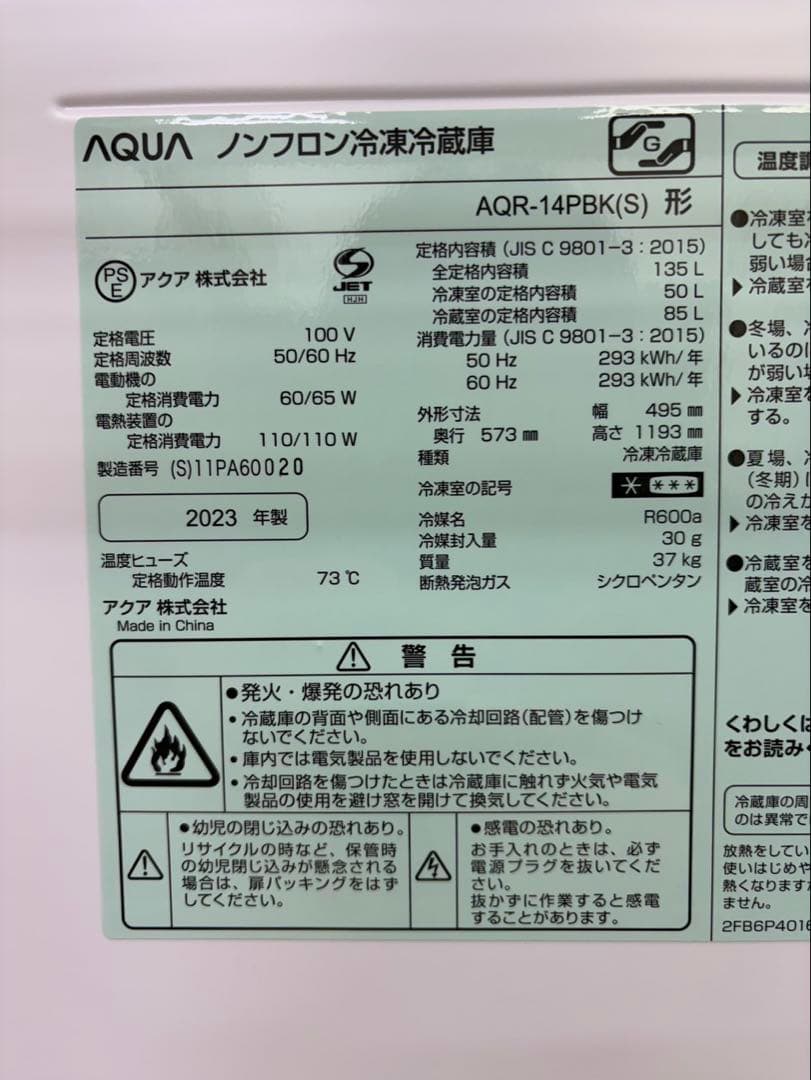 AQUA ノンフロン冷凍冷蔵庫
G
AQR-14PBK(S) 形
PS
E
アクア 株式会社
S
JET
HJH
定格電圧 100 V
定格周波数 50/60 Hz
電動機の
定格消費電力 60/65 W
電熱装置の
定格消費電力 110/110 W
製造番号 (S)11PA60020
2023 年製
温度ヒューズ
定格動作温度 73 ℃
アクア 株式会社
Made in China
定格内容積 (JIS C 9801-3 : 2015)
全定格内容積 135 L
冷凍室の定格内容積 50 L
冷蔵室の定格内容積 85 L
消費電力量 (JIS C 9801-3 : 2015)
50 Hz 293 kWh/年
60 Hz 293 kWh/年
外形寸法 幅 495 ㎜
奥行 573 ㎜ 高さ 1193 ㎜
種類 冷凍冷蔵庫
冷凍室の記号 * ***
冷媒名 R600a
冷媒封入量 30 g
質量 37 kg
断熱発泡ガス シクロペンタン
警 告
●発火・爆発の恐れあり
・冷蔵庫の背面や側面にある冷却回路(配管)を傷つけ
ないでください。
・庫内では電気製品を使用しないでください。
・冷却回路を傷つけたときは冷蔵庫に触れず火気や電気
製品の使用を避け窓を開けて換気してください。
●幼児の閉じ込みの恐れあり。
リサイクルの時など、保管時
の幼児閉じ込みが懸念される
場合は、扉パッキングをはず
してください。
●感電の恐れあり。
お手入れのときは、必ず
電源プラグを抜いてくだ
さい。
抜かずに作業すると感電
することがあります。
温度調
●冷凍室を
しても
弱い場合
▶冷蔵室を
●冬場、
いるのに
が弱い場
▶冷凍室を
する。
●夏場、
(冬期)
の冷えが
▶冷凍室を
●冷蔵室を
蔵室の冷
▶冷凍室を
くわしくは
をお読み
冷蔵庫の周
のは異常で
放熱をしてい
使いはじめや
熱くなります
ません。
2FB6P4016